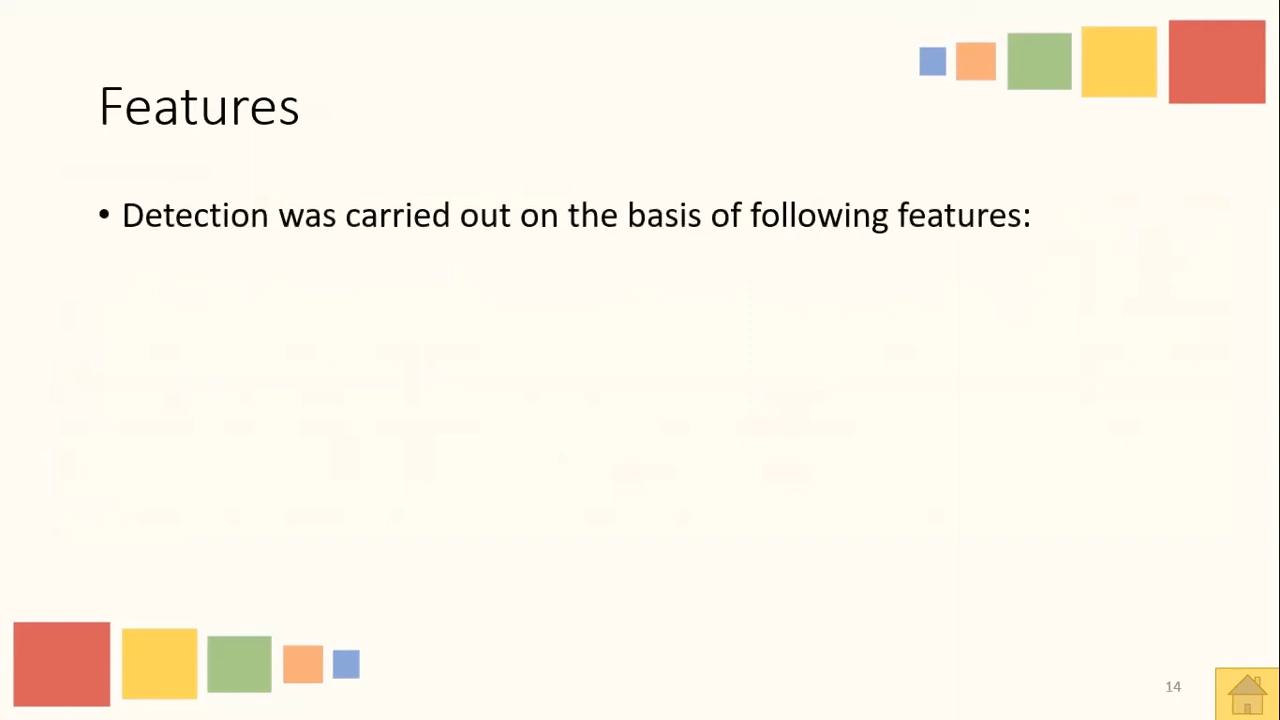 Features
• Detection was carried out on the basis of following features:
14